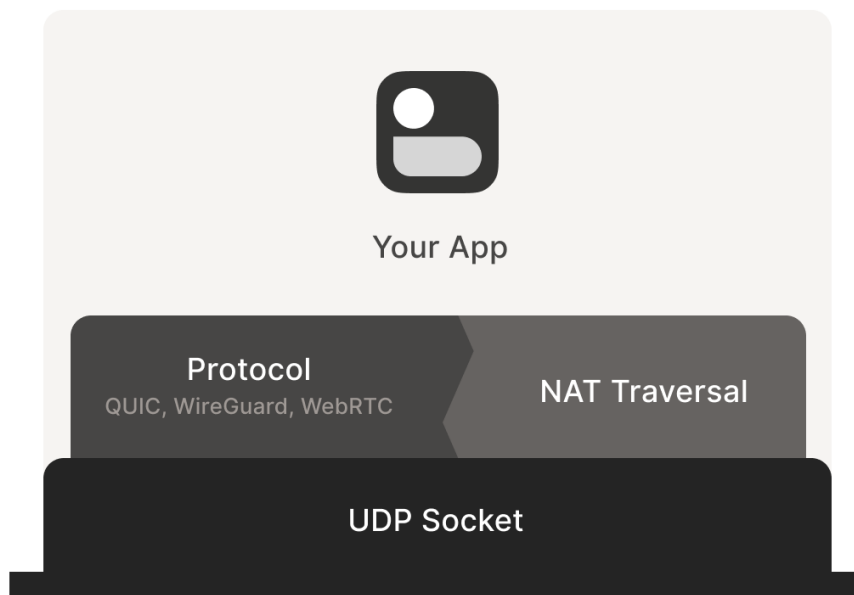 Your App
Protocol
QUIC, WireGuard, WebRTC
NAT Traversal
UDP Socket